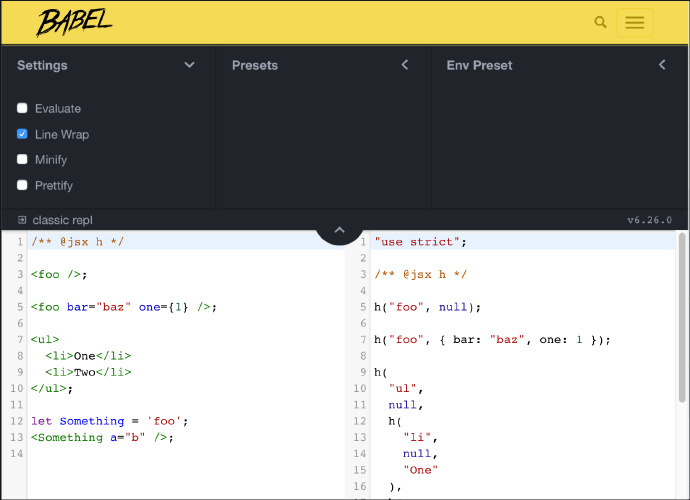 BABEL
Settings
Presets
Env Preset
Evaluate
Line Wrap
Minify
Prettify
classic repl
v6.26.0
1 /** @jsx h */
2
3 <foo />;
4
5 <foo bar="baz" one={1} />;
6
7 <ul>
8   <li>One</li>
9   <li>Two</li>
10 </ul>;
11
12 let Something = 'foo';
13 <Something a="b" />;
14
1 "use strict";
2
3 /** @jsx h */
4
5 h("foo", null);
6
7 h("foo", { bar: "baz", one: 1 });
8
9 h(
10   "ul",
11   null,
12   h(
13     "li",
14     null,
15     "One"
16   ),